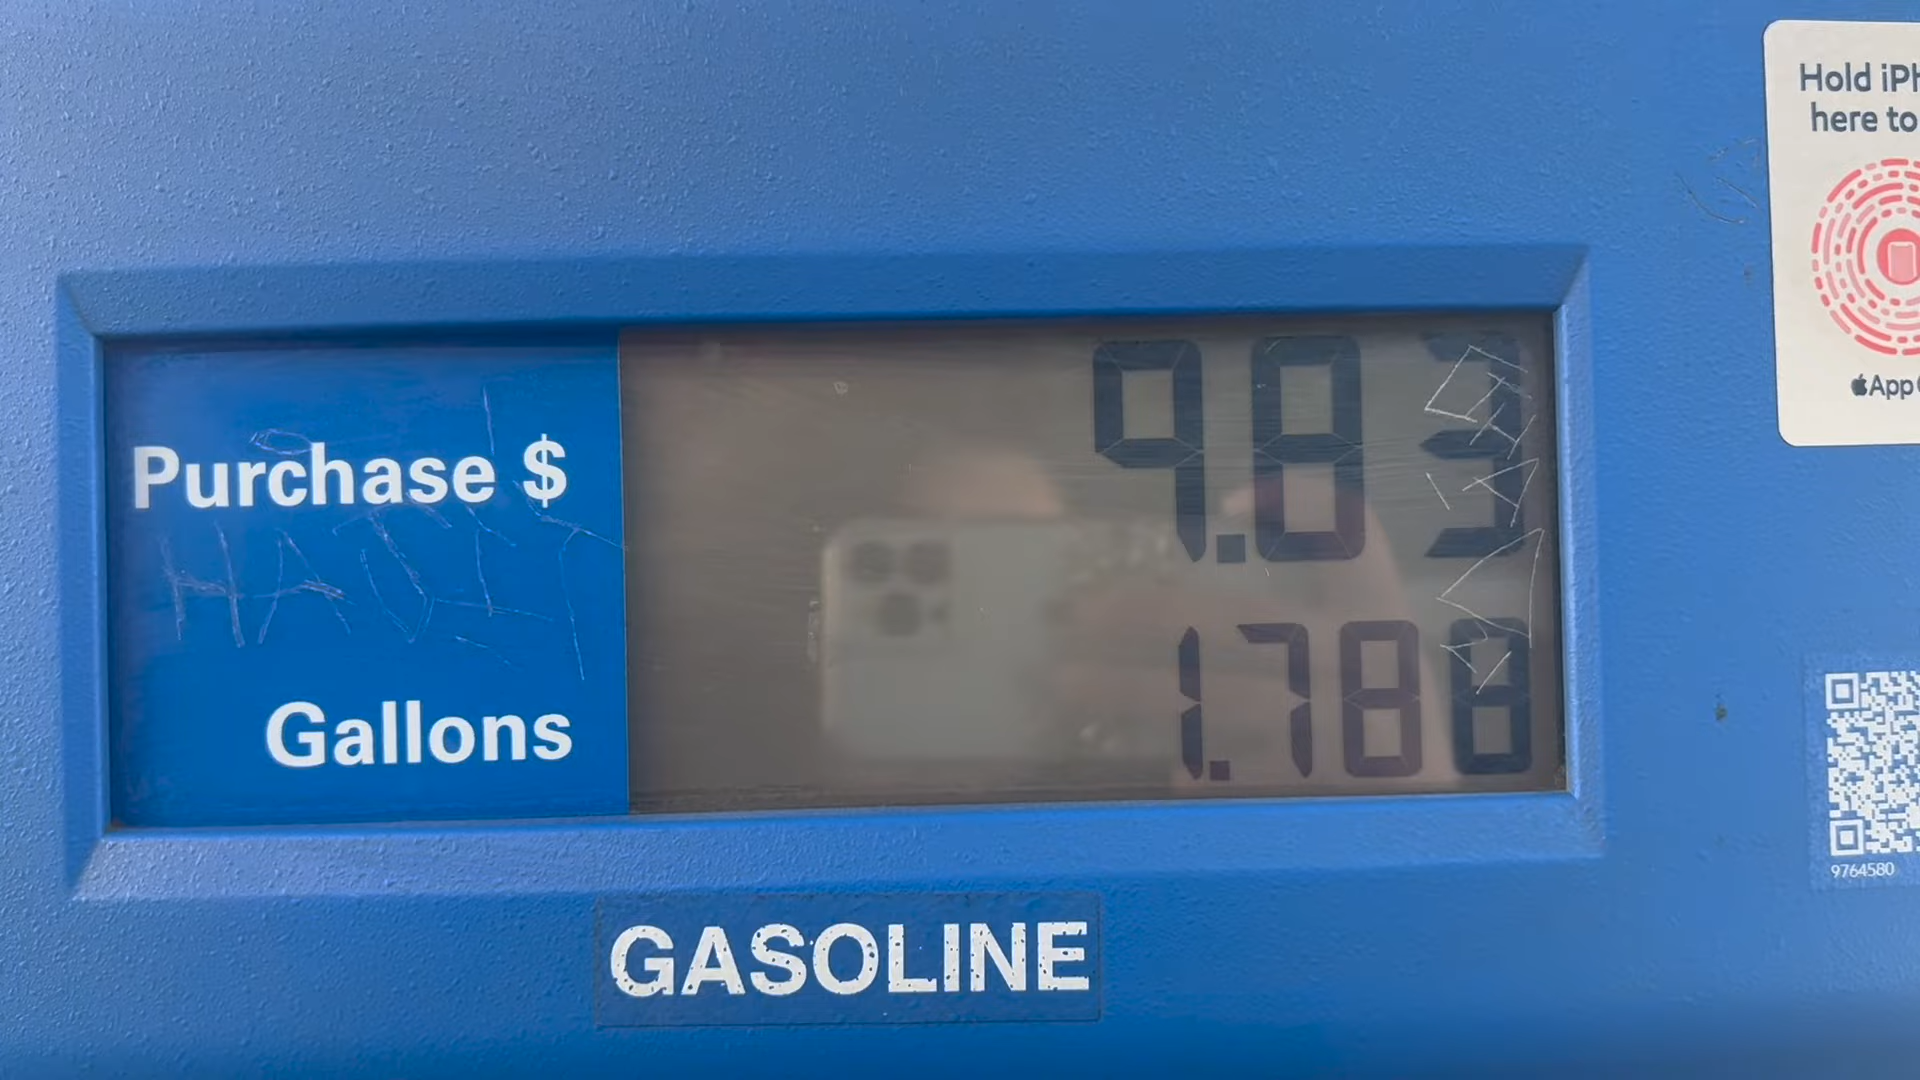 Hold iPh
here to
Purchase $ 9.83
Gallons 1.788
App
GASOLINE
9764580